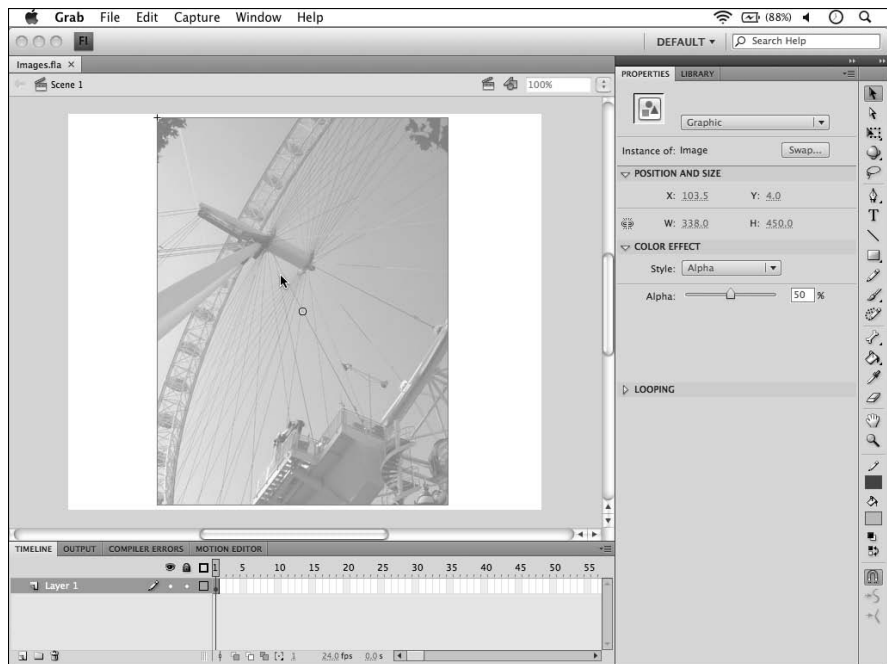 Grab File Edit Capture Window Help (88%)
Fl DEFAULT Search Help
Images.fla ×
Scene 1 100%
PROPERTIES LIBRARY
Graphic
Instance of: Image Swap...
POSITION AND SIZE
X: 103.5 Y: 4.0
W: 338.0 H: 450.0
COLOR EFFECT
Style: Alpha
Alpha: 50 %
LOOPING
T
TIMELINE OUTPUT COMPILER ERRORS MOTION EDITOR
1 5 10 15 20 25 30 35 40 45 50 55
Layer 1
1 24.0 fps 0.0 s